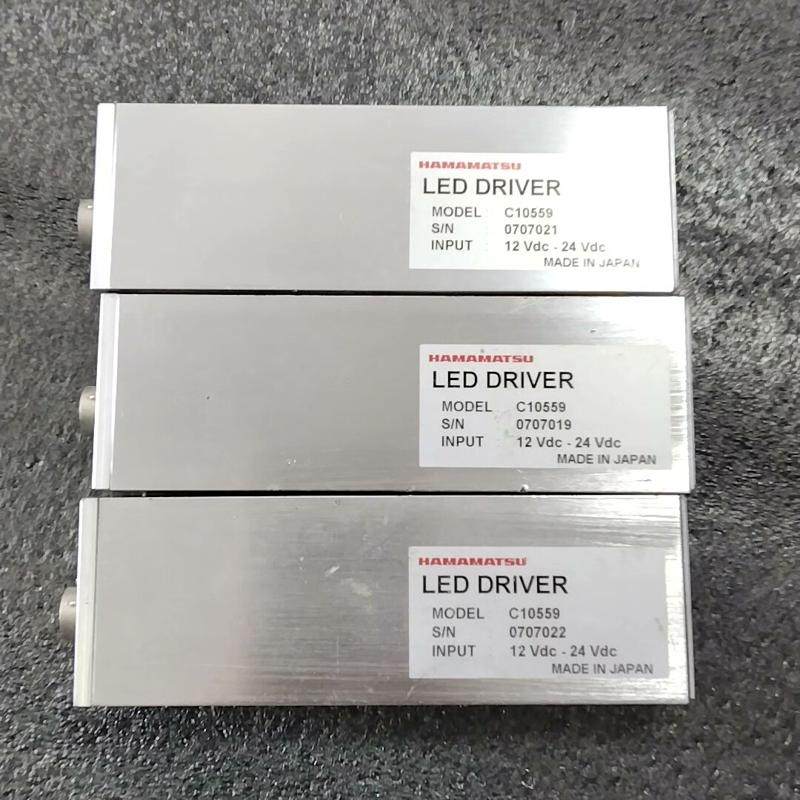 HAMAMATSU
LED DRIVER
MODEL : C10559
S/N : 0707021
INPUT : 12 Vdc - 24 Vdc
MADE IN JAPAN
HAMAMATSU
LED DRIVER
MODEL : C10559
S/N : 0707019
INPUT : 12 Vdc - 24 Vdc
MADE IN JAPAN
HAMAMATSU
LED DRIVER
MODEL : C10559
S/N : 0707022
INPUT : 12 Vdc - 24 Vdc
MADE IN JAPAN